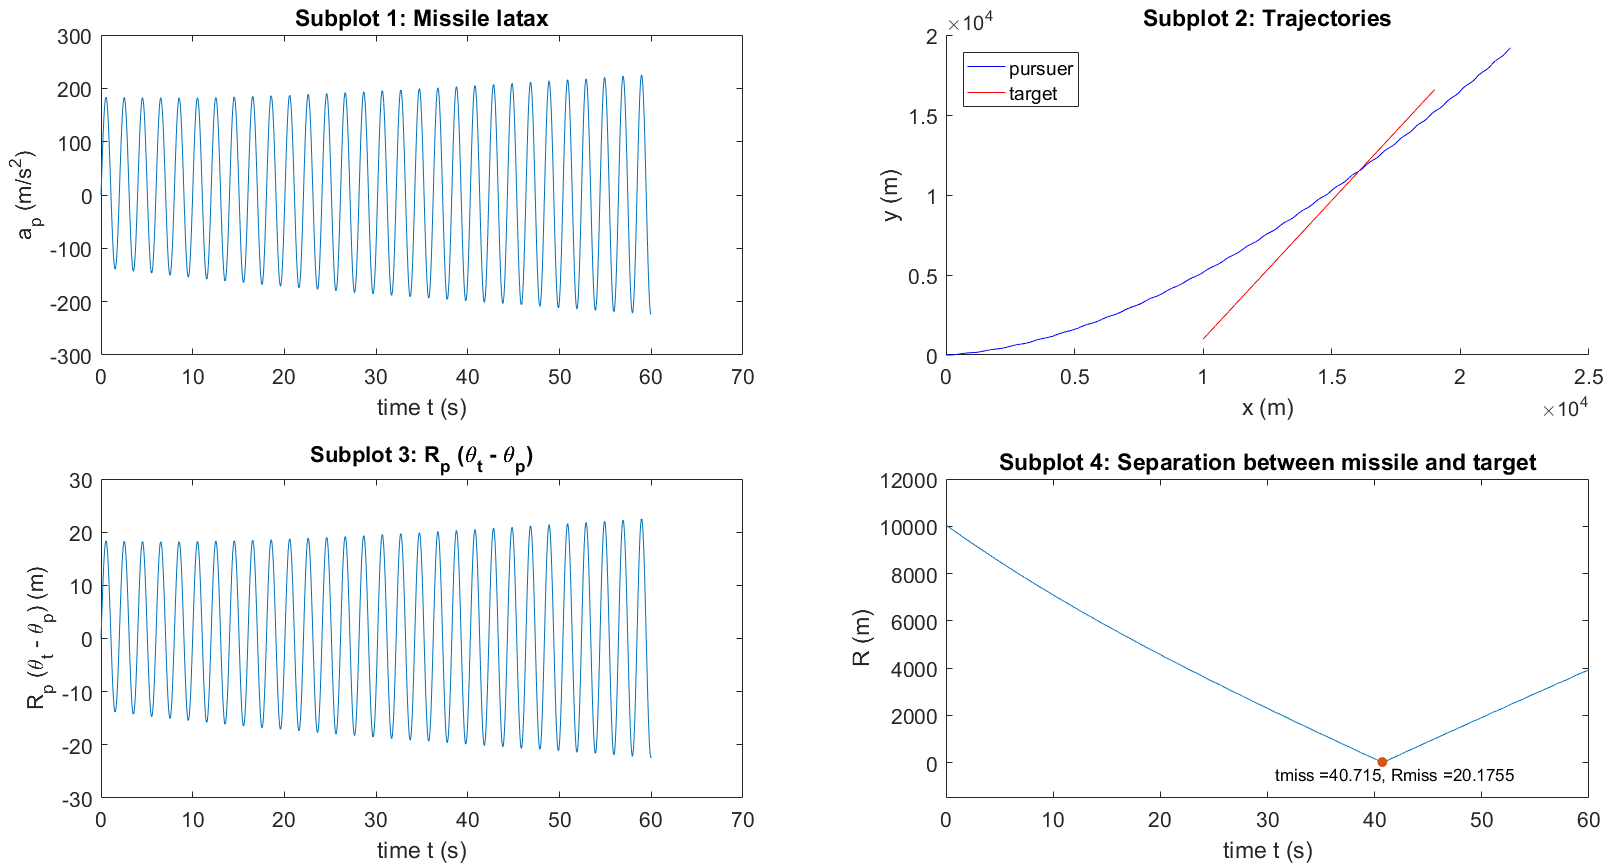 Subplot 1: Missile latax
300
200
100
0
-100
-200
-300
a_p (m/s^2)
0 10 20 30 40 50 60 70
time t (s)
Subplot 2: Trajectories
×10^4
2
1.5
1
0.5
0
y (m)
pursuer
target
0 0.5 1 1.5 2 2.5
x (m)
×10^4
Subplot 3: R_p (θ_t - θ_p)
30
20
10
0
-10
-20
-30
R_p (θ_t - θ_p) (m)
0 10 20 30 40 50 60 70
time t (s)
Subplot 4: Separation between missile and target
12000
10000
8000
6000
4000
2000
0
R (m)
tmiss =40.715, Rmiss =20.1755
0 10 20 30 40 50 60
time t (s)